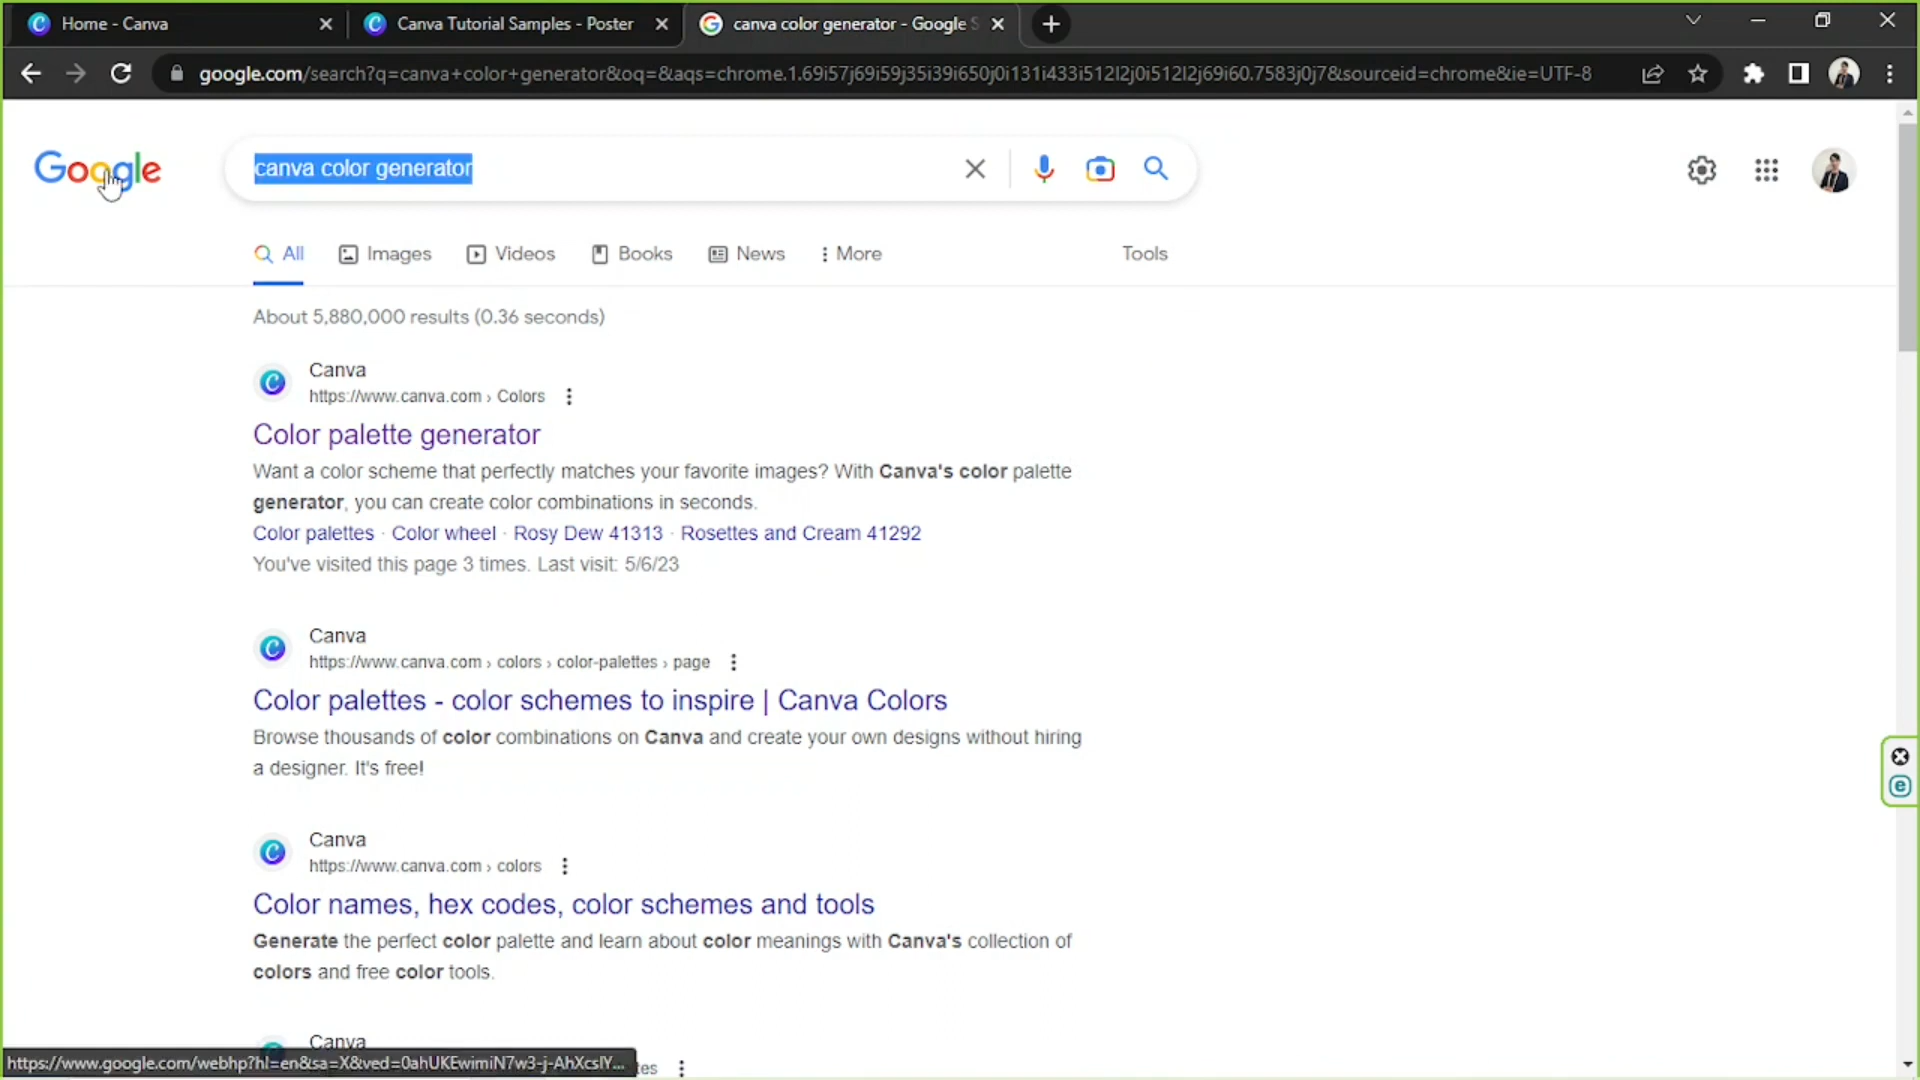 Home - Canva
Canva Tutorial Samples - Poster
canva color generator - Google S
google.com/search?q=canva+color+generator&oq=&aqs=chrome.1.69i57j69i59j35i39i650j0i131i433i512l2j0i512l2j69i60.7583j0j7&sourceid=chrome&ie=UTF-8
Google
canva color generator
All
Images
Videos
Books
News
More
Tools
About 5,880,000 results (0.36 seconds)
Canva
https://www.canva.com › Colors
Color palette generator
Want a color scheme that perfectly matches your favorite images? With Canva's color palette
generator, you can create color combinations in seconds.
Color palettes · Color wheel · Rosy Dew 41313 · Rosettes and Cream 41292
You've visited this page 3 times. Last visit: 5/6/23
Canva
https://www.canva.com › colors › color-palettes › page
Color palettes - color schemes to inspire | Canva Colors
Browse thousands of color combinations on Canva and create your own designs without hiring
a designer. It's free!
Canva
https://www.canva.com › colors
Color names, hex codes, color schemes and tools
Generate the perfect color palette and learn about color meanings with Canva's collection of
colors and free color tools.
Canva
https://www.google.com/webhp?hl=en&sa=X&ved=0ahUKEwimiN7w3-j-AhXcslY...